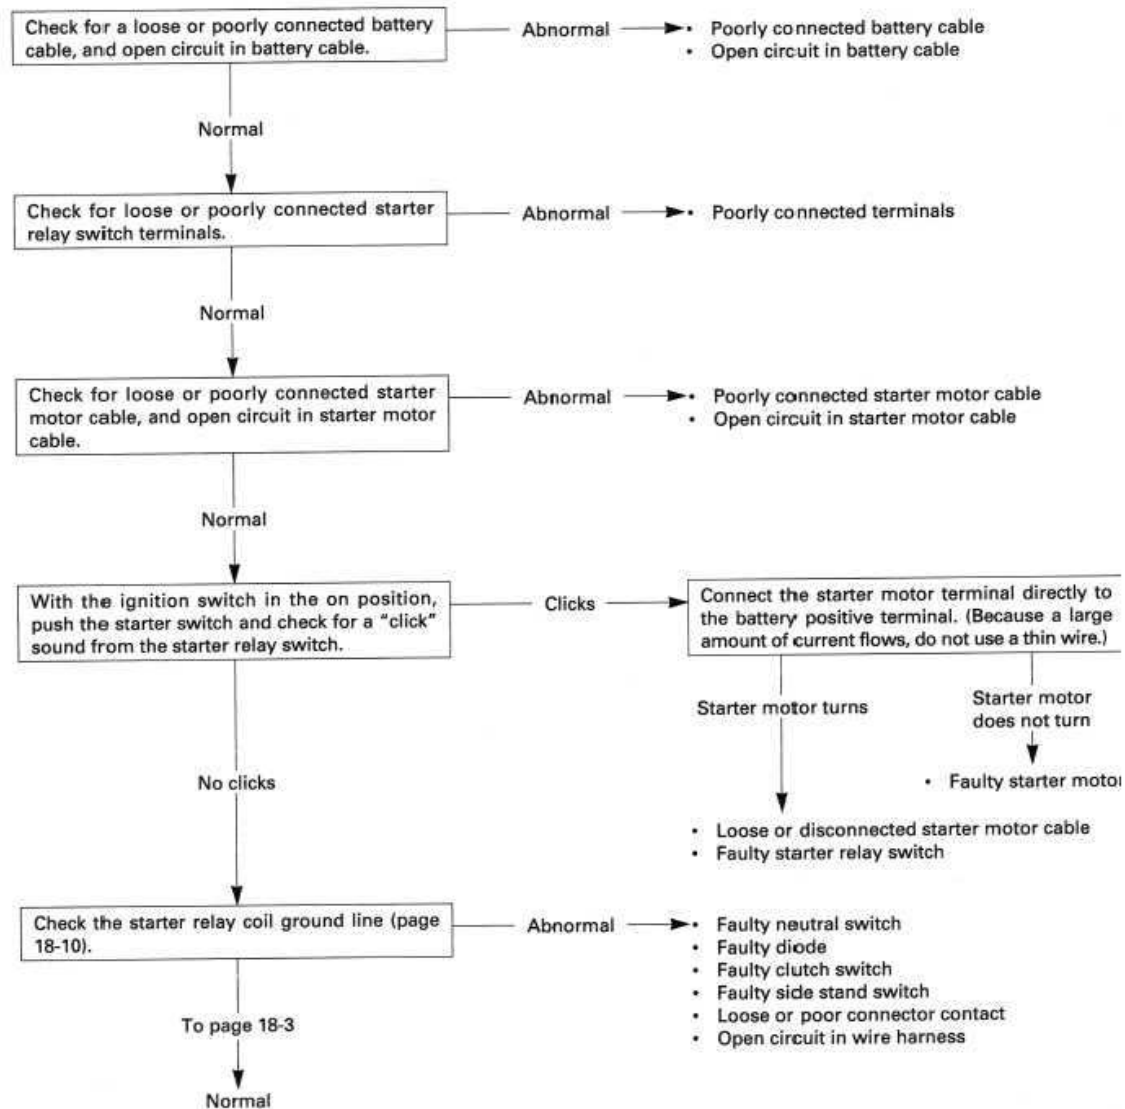 Check for a loose or poorly connected battery
cable, and open circuit in battery cable.
Abnormal
• Poorly connected battery cable
• Open circuit in battery cable
Normal
Check for loose or poorly connected starter
relay switch terminals.
Abnormal
• Poorly connected terminals
Normal
Check for loose or poorly connected starter
motor cable, and open circuit in starter motor
cable.
Abnormal
• Poorly connected starter motor cable
• Open circuit in starter motor cable
Normal
With the ignition switch in the on position,
push the starter switch and check for a "click"
sound from the starter relay switch.
Clicks
Connect the starter motor terminal directly to
the battery positive terminal. (Because a large
amount of current flows, do not use a thin wire.)
Starter motor turns
Starter motor
does not turn
• Faulty starter motor
• Loose or disconnected starter motor cable
• Faulty starter relay switch
No clicks
Check the starter relay coil ground line (page
18-10).
Abnormal
• Faulty neutral switch
• Faulty diode
• Faulty clutch switch
• Faulty side stand switch
• Loose or poor connector contact
• Open circuit in wire harness
To page 18-3
Normal